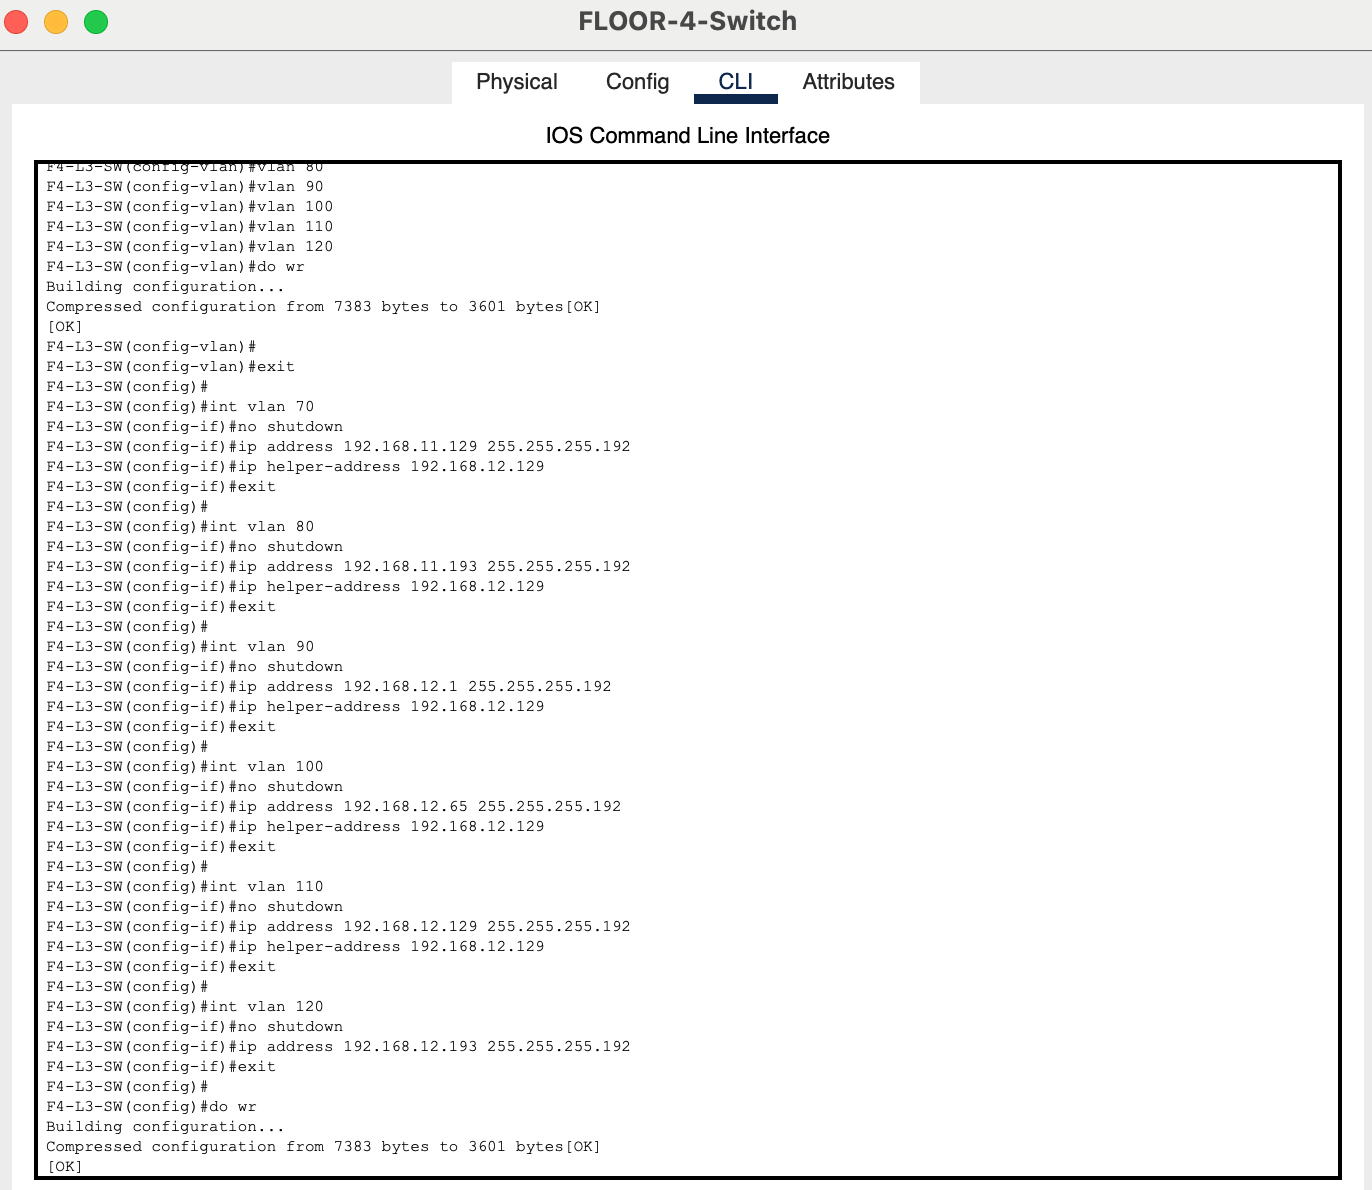 FLOOR-4-Switch
Physical Config CLI Attributes
IOS Command Line Interface
F4-L3-SW(config-vlan)#vlan 80
F4-L3-SW(config-vlan)#vlan 90
F4-L3-SW(config-vlan)#vlan 100
F4-L3-SW(config-vlan)#vlan 110
F4-L3-SW(config-vlan)#vlan 120
F4-L3-SW(config-vlan)#do wr
Building configuration...
Compressed configuration from 7383 bytes to 3601 bytes[OK]
[OK]
F4-L3-SW(config-vlan)#
F4-L3-SW(config-vlan)#exit
F4-L3-SW(config)#
F4-L3-SW(config)#int vlan 70
F4-L3-SW(config-if)#no shutdown
F4-L3-SW(config-if)#ip address 192.168.11.129 255.255.255.192
F4-L3-SW(config-if)#ip helper-address 192.168.12.129
F4-L3-SW(config-if)#exit
F4-L3-SW(config)#
F4-L3-SW(config)#int vlan 80
F4-L3-SW(config-if)#no shutdown
F4-L3-SW(config-if)#ip address 192.168.11.193 255.255.255.192
F4-L3-SW(config-if)#ip helper-address 192.168.12.129
F4-L3-SW(config-if)#exit
F4-L3-SW(config)#
F4-L3-SW(config)#int vlan 90
F4-L3-SW(config-if)#no shutdown
F4-L3-SW(config-if)#ip address 192.168.12.1 255.255.255.192
F4-L3-SW(config-if)#ip helper-address 192.168.12.129
F4-L3-SW(config-if)#exit
F4-L3-SW(config)#
F4-L3-SW(config)#int vlan 100
F4-L3-SW(config-if)#no shutdown
F4-L3-SW(config-if)#ip address 192.168.12.65 255.255.255.192
F4-L3-SW(config-if)#ip helper-address 192.168.12.129
F4-L3-SW(config-if)#exit
F4-L3-SW(config)#
F4-L3-SW(config)#int vlan 110
F4-L3-SW(config-if)#no shutdown
F4-L3-SW(config-if)#ip address 192.168.12.129 255.255.255.192
F4-L3-SW(config-if)#ip helper-address 192.168.12.129
F4-L3-SW(config-if)#exit
F4-L3-SW(config)#
F4-L3-SW(config)#int vlan 120
F4-L3-SW(config-if)#no shutdown
F4-L3-SW(config-if)#ip address 192.168.12.193 255.255.255.192
F4-L3-SW(config-if)#exit
F4-L3-SW(config)#
F4-L3-SW(config)#do wr
Building configuration...
Compressed configuration from 7383 bytes to 3601 bytes[OK]
[OK]